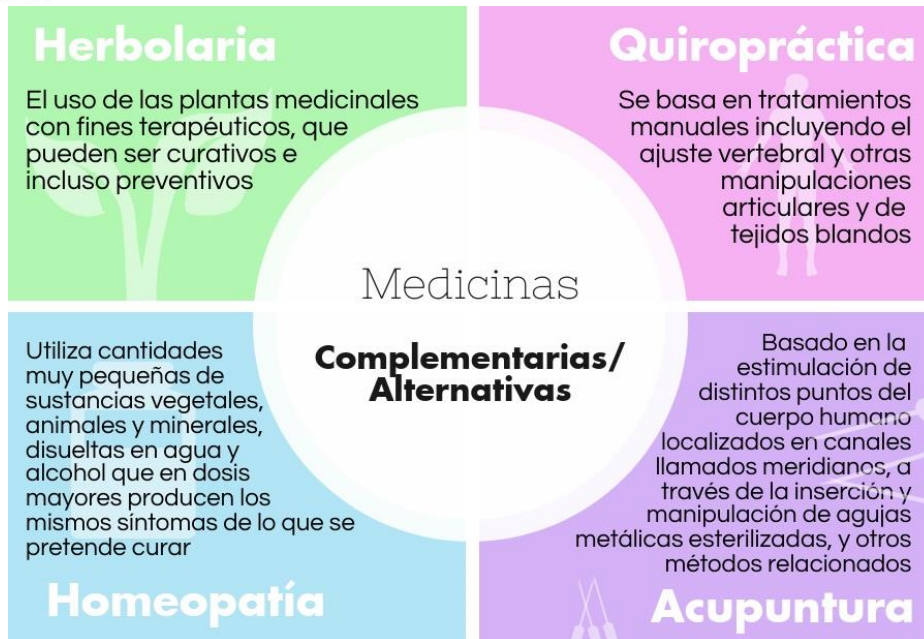 Herbolaria
El uso de las plantas medicinales
con fines terapéuticos, que
pueden ser curativos e
incluso preventivos
Quiropráctica
Se basa en tratamientos
manuales incluyendo el
ajuste vertebral y otras
manipulaciones
articulares y de
tejidos blandos
Medicinas
Complementarias/
Alternativas
Utiliza cantidades
muy pequeñas de
sustancias vegetales,
animales y minerales,
disueltas en agua y
alcohol que en dosis
mayores producen los
mismos síntomas de lo que se
pretende curar
Homeopatía
Basado en la
estimulación de
distintos puntos del
cuerpo humano
localizados en canales
llamados meridianos, a
través de la inserción y
manipulación de agujas
metálicas esterilizadas, y otros
métodos relacionados
Acupuntura